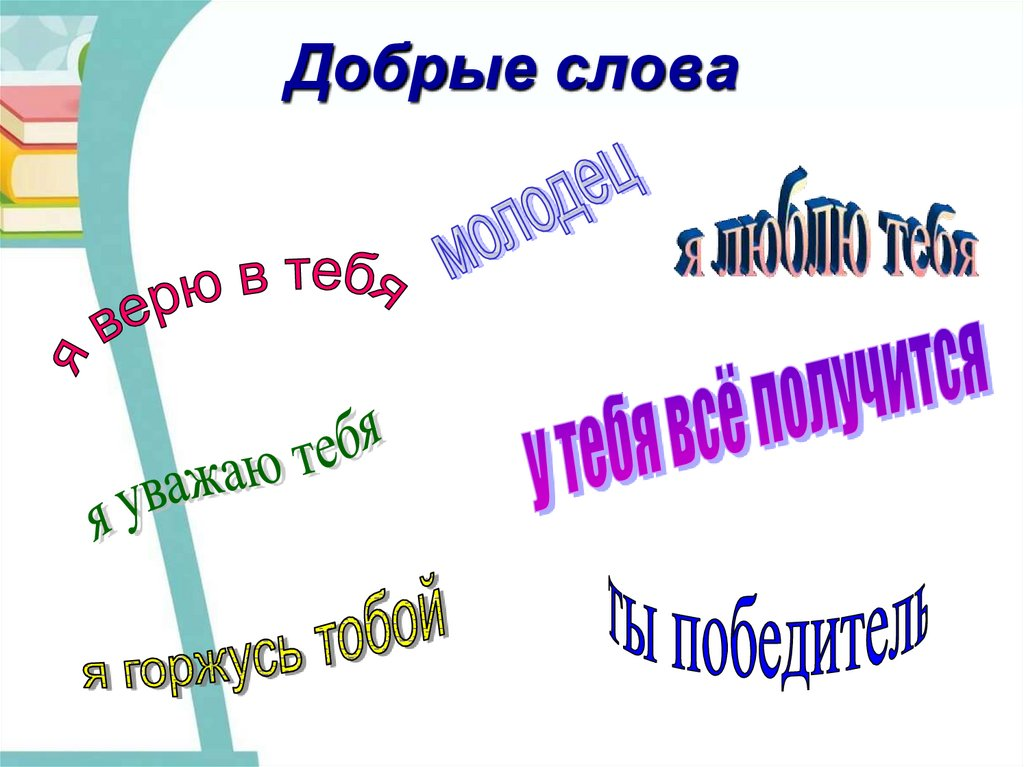 Добрые слова
молодец
я люблю тебя
я верю в тебя
у тебя всё получится
я уважаю тебя
я горжусь тобой
ты победитель